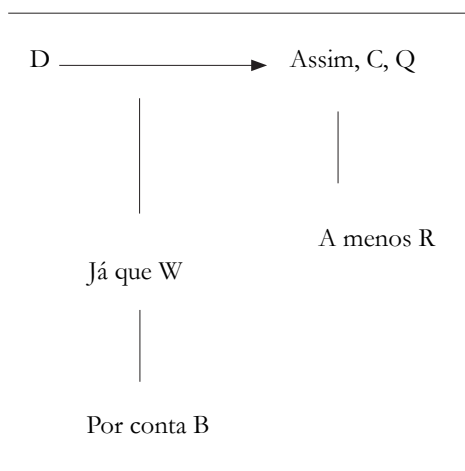 D
Assim, C, Q
A menos R
Já que W
Por conta B